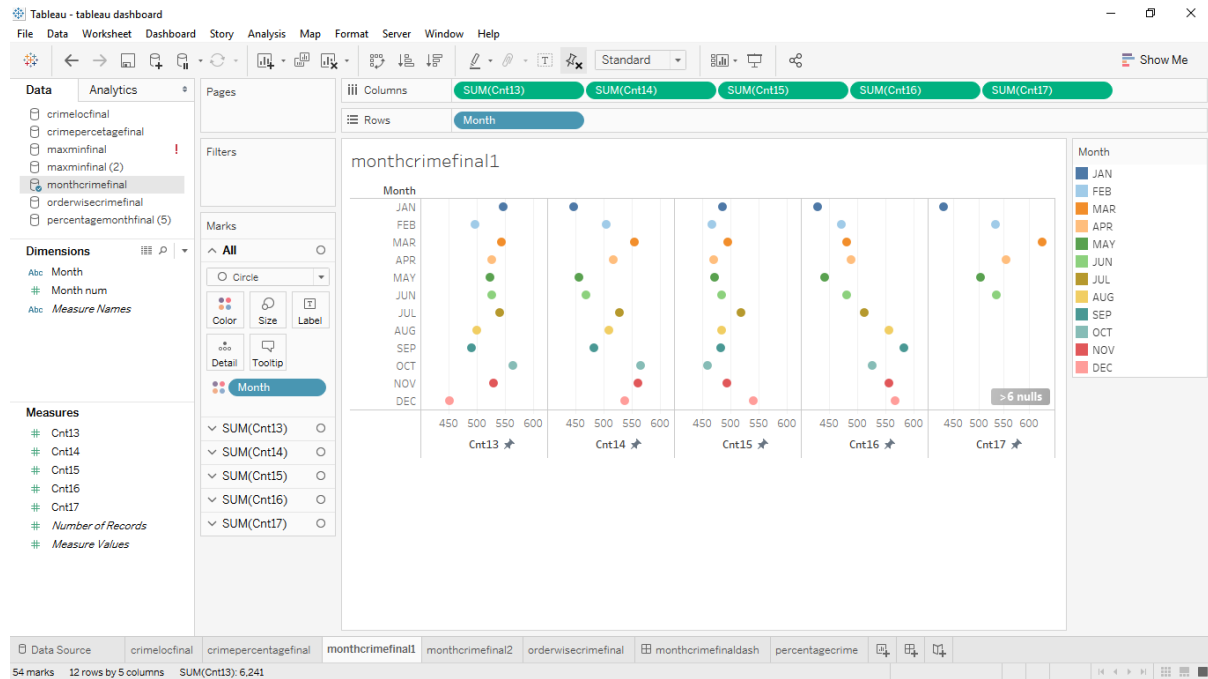 Tableau - tableau dashboard
File Data Worksheet Dashboard Story Analysis Map Format Server Window Help
Standard
Show Me
Data Analytics
crimelocfinal
crimepercetagefinal
maxminfinal !
maxminfinal (2)
monthcrimefinal
orderwisecrimefinal
percentagemonthfinal (5)
Dimensions
Abc Month
# Month num
Abc Measure Names
Measures
# Cnt13
# Cnt14
# Cnt15
# Cnt16
# Cnt17
# Number of Records
# Measure Values
Pages
Filters
Marks
All
Circle
Color Size Label
Detail Tooltip
Month
SUM(Cnt13)
SUM(Cnt14)
SUM(Cnt15)
SUM(Cnt16)
SUM(Cnt17)
Columns SUM(Cnt13) SUM(Cnt14) SUM(Cnt15) SUM(Cnt16) SUM(Cnt17)
Rows Month
monthcrimefinal1
Month
JAN
FEB
MAR
APR
MAY
JUN
JUL
AUG
SEP
OCT
NOV
DEC
>6 nulls
450 500 550 600 450 500 550 600 450 500 550 600 450 500 550 600 450 500 550 600
Cnt13 Cnt14 Cnt15 Cnt16 Cnt17
Month
JAN
FEB
MAR
APR
MAY
JUN
JUL
AUG
SEP
OCT
NOV
DEC
Data Source crimelocfinal crimepercetagefinal monthcrimefinal1 monthcrimefinal2 orderwisecrimefinal monthcrimefinaldash percentagecrime
54 marks 12 rows by 5 columns SUM(Cnt13): 6,241